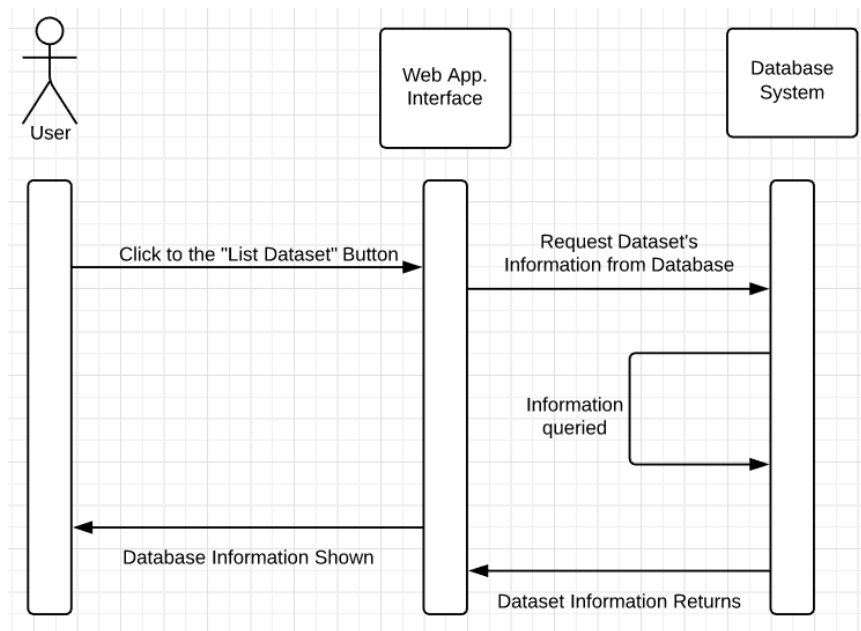 User
Web App.
Interface
Database
System
Click to the "List Dataset" Button
Request Dataset's
Information from Database
Information
queried
Database Information Shown
Dataset Information Returns